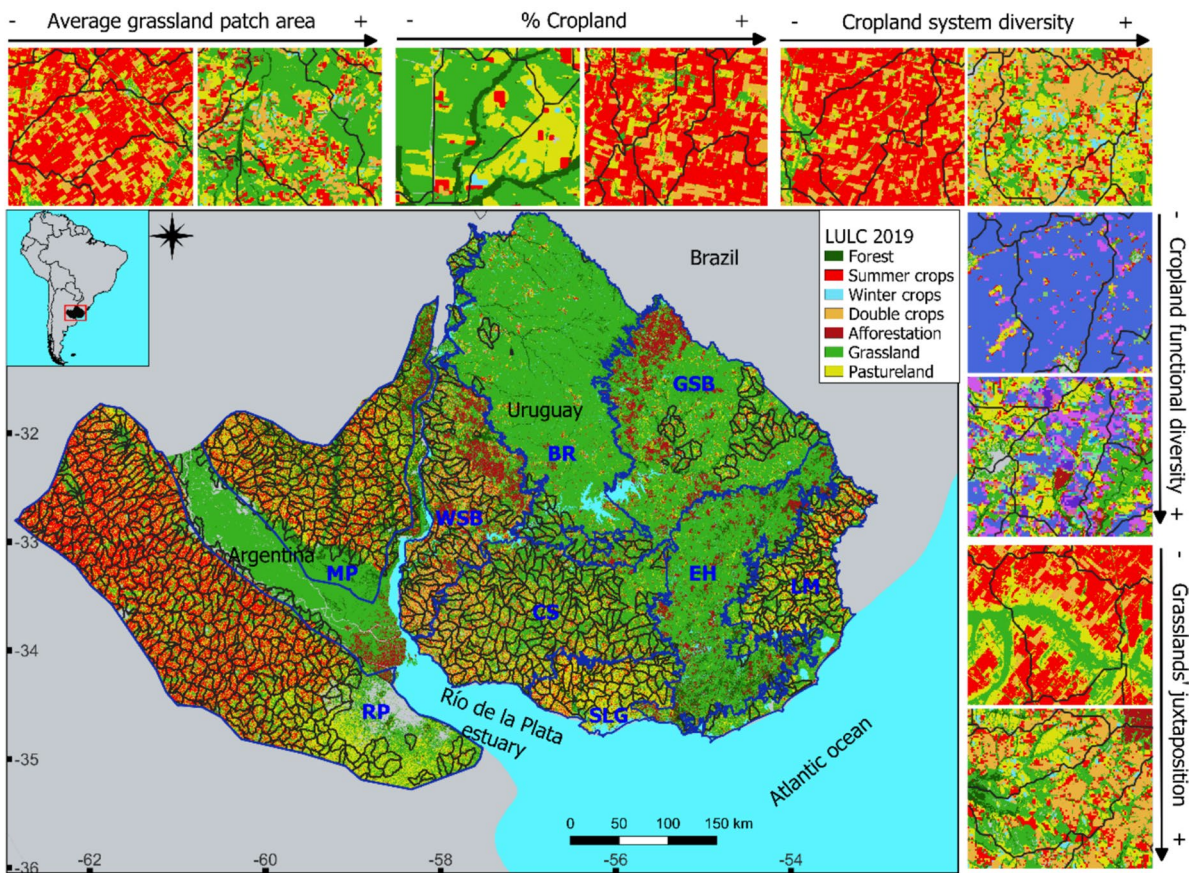 - Average grassland patch area +
- % Cropland +
- Cropland system diversity +
Brazil
LULC 2019
Forest
Summer crops
Winter crops
Double crops
Afforestation
Grassland
Pastureland
- Cropland functional diversity +
GSB
Uruguay
-32
BR
WSB
-33
Argentina
MP
EH
LM
CS
- Grasslands' juxtaposition +
-34
RP
Río de la Plata
estuary
SLG
Atlantic ocean
-35
0 50 100 150 km
-36
-62 -60 -58 -56 -54